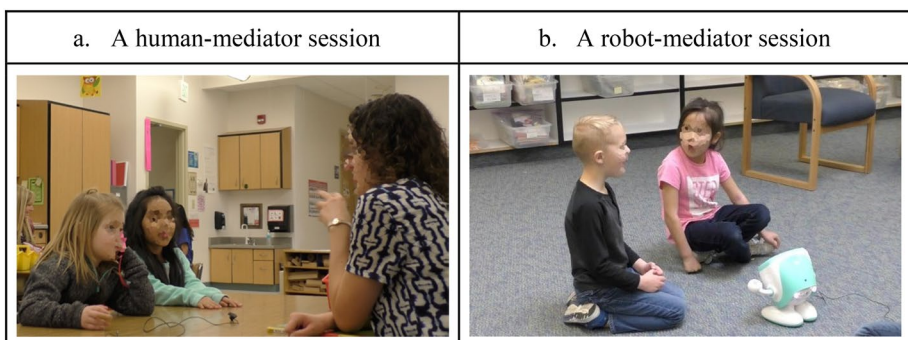 a. A human-mediator session
b. A robot-mediator session